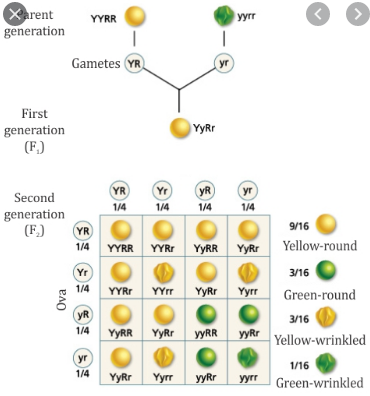 Parent
generation
YYRR
yyrr
Gametes YR
yr
First
generation
(F₁)
YyRr
Second
generation
(F₂)
YR Yr yR yr
1/4 1/4 1/4 1/4
Ova
YR
1/4 YYRR YYRr YyRR YyRr
Yr
1/4 YYRr YYrr YyRr Yyrr
yR
1/4 YyRR YyRr yyRR yyRr
yr
1/4 YyRr Yyrr yyRr yyrr
9/16
Yellow-round
3/16
Green-round
3/16
Yellow-wrinkled
1/16
Green-wrinkled